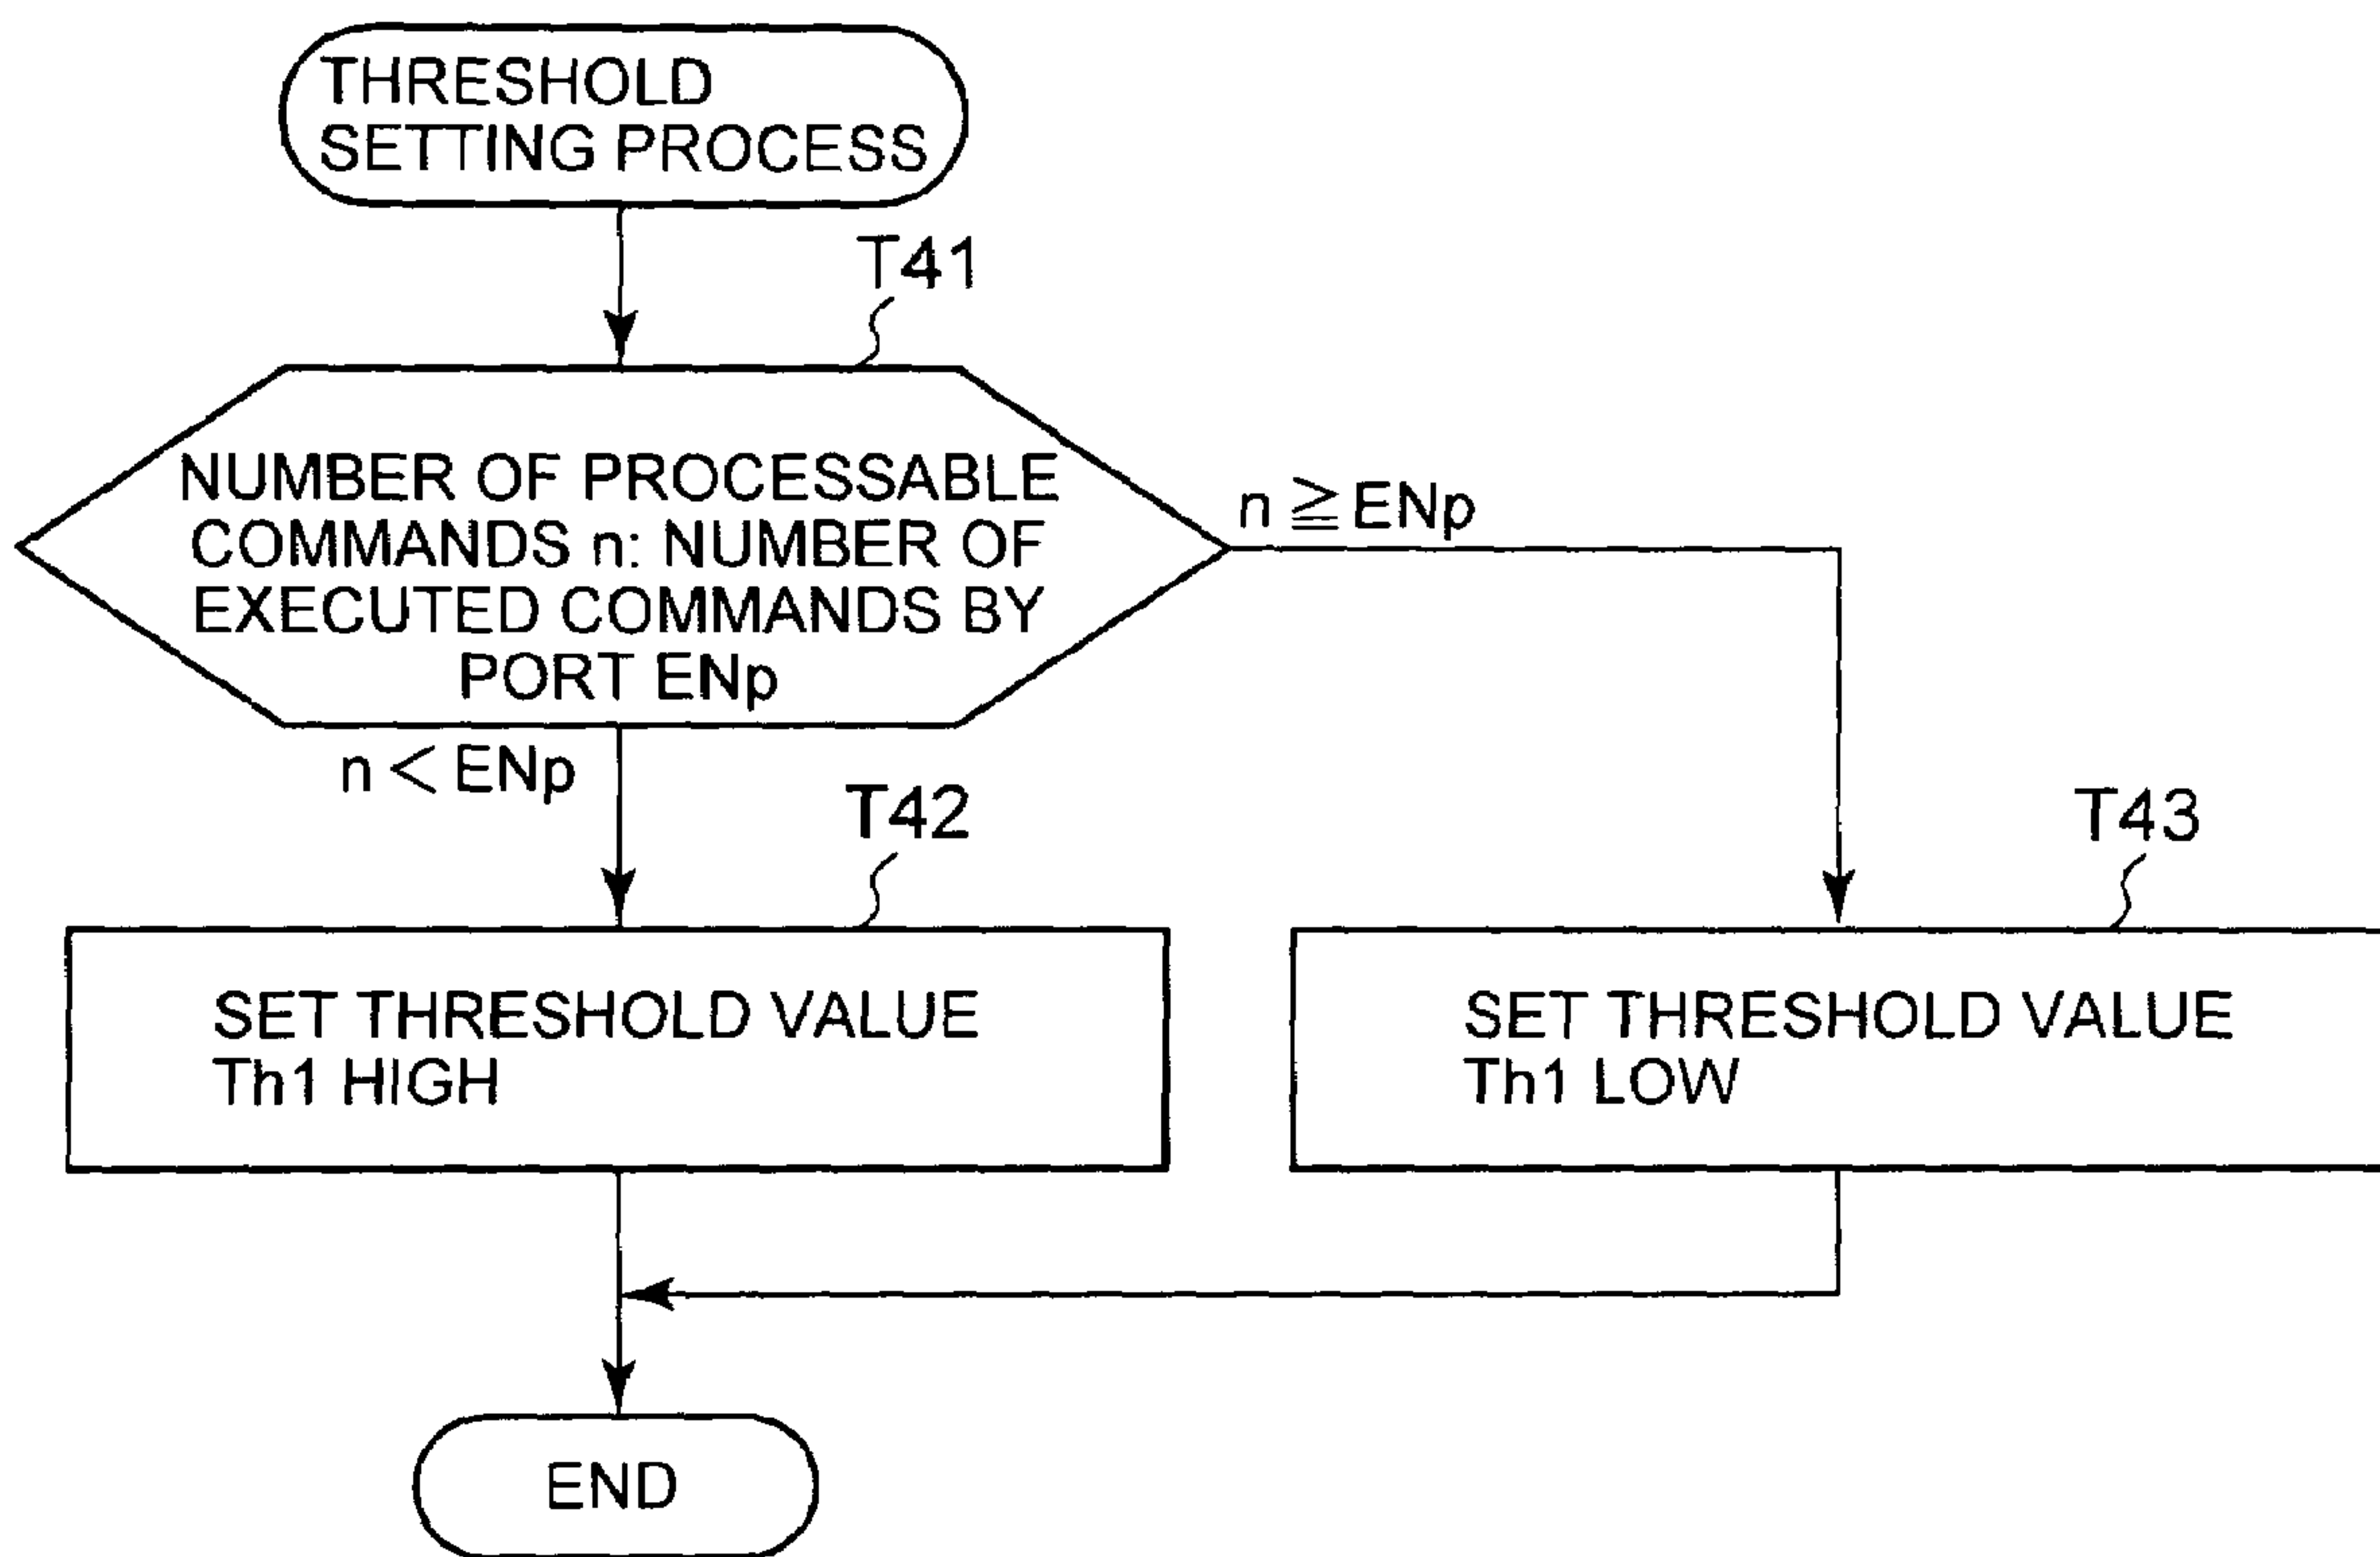 THRESHOLD
SETTING PROCESS
T41
NUMBER OF PROCESSABLE
COMMANDS n: NUMBER OF
EXECUTED COMMANDS BY
PORT ENp
n ≧ ENp
n < ENp
T42
T43
SET THRESHOLD VALUE
Th1 HIGH
SET THRESHOLD VALUE
Th1 LOW
END